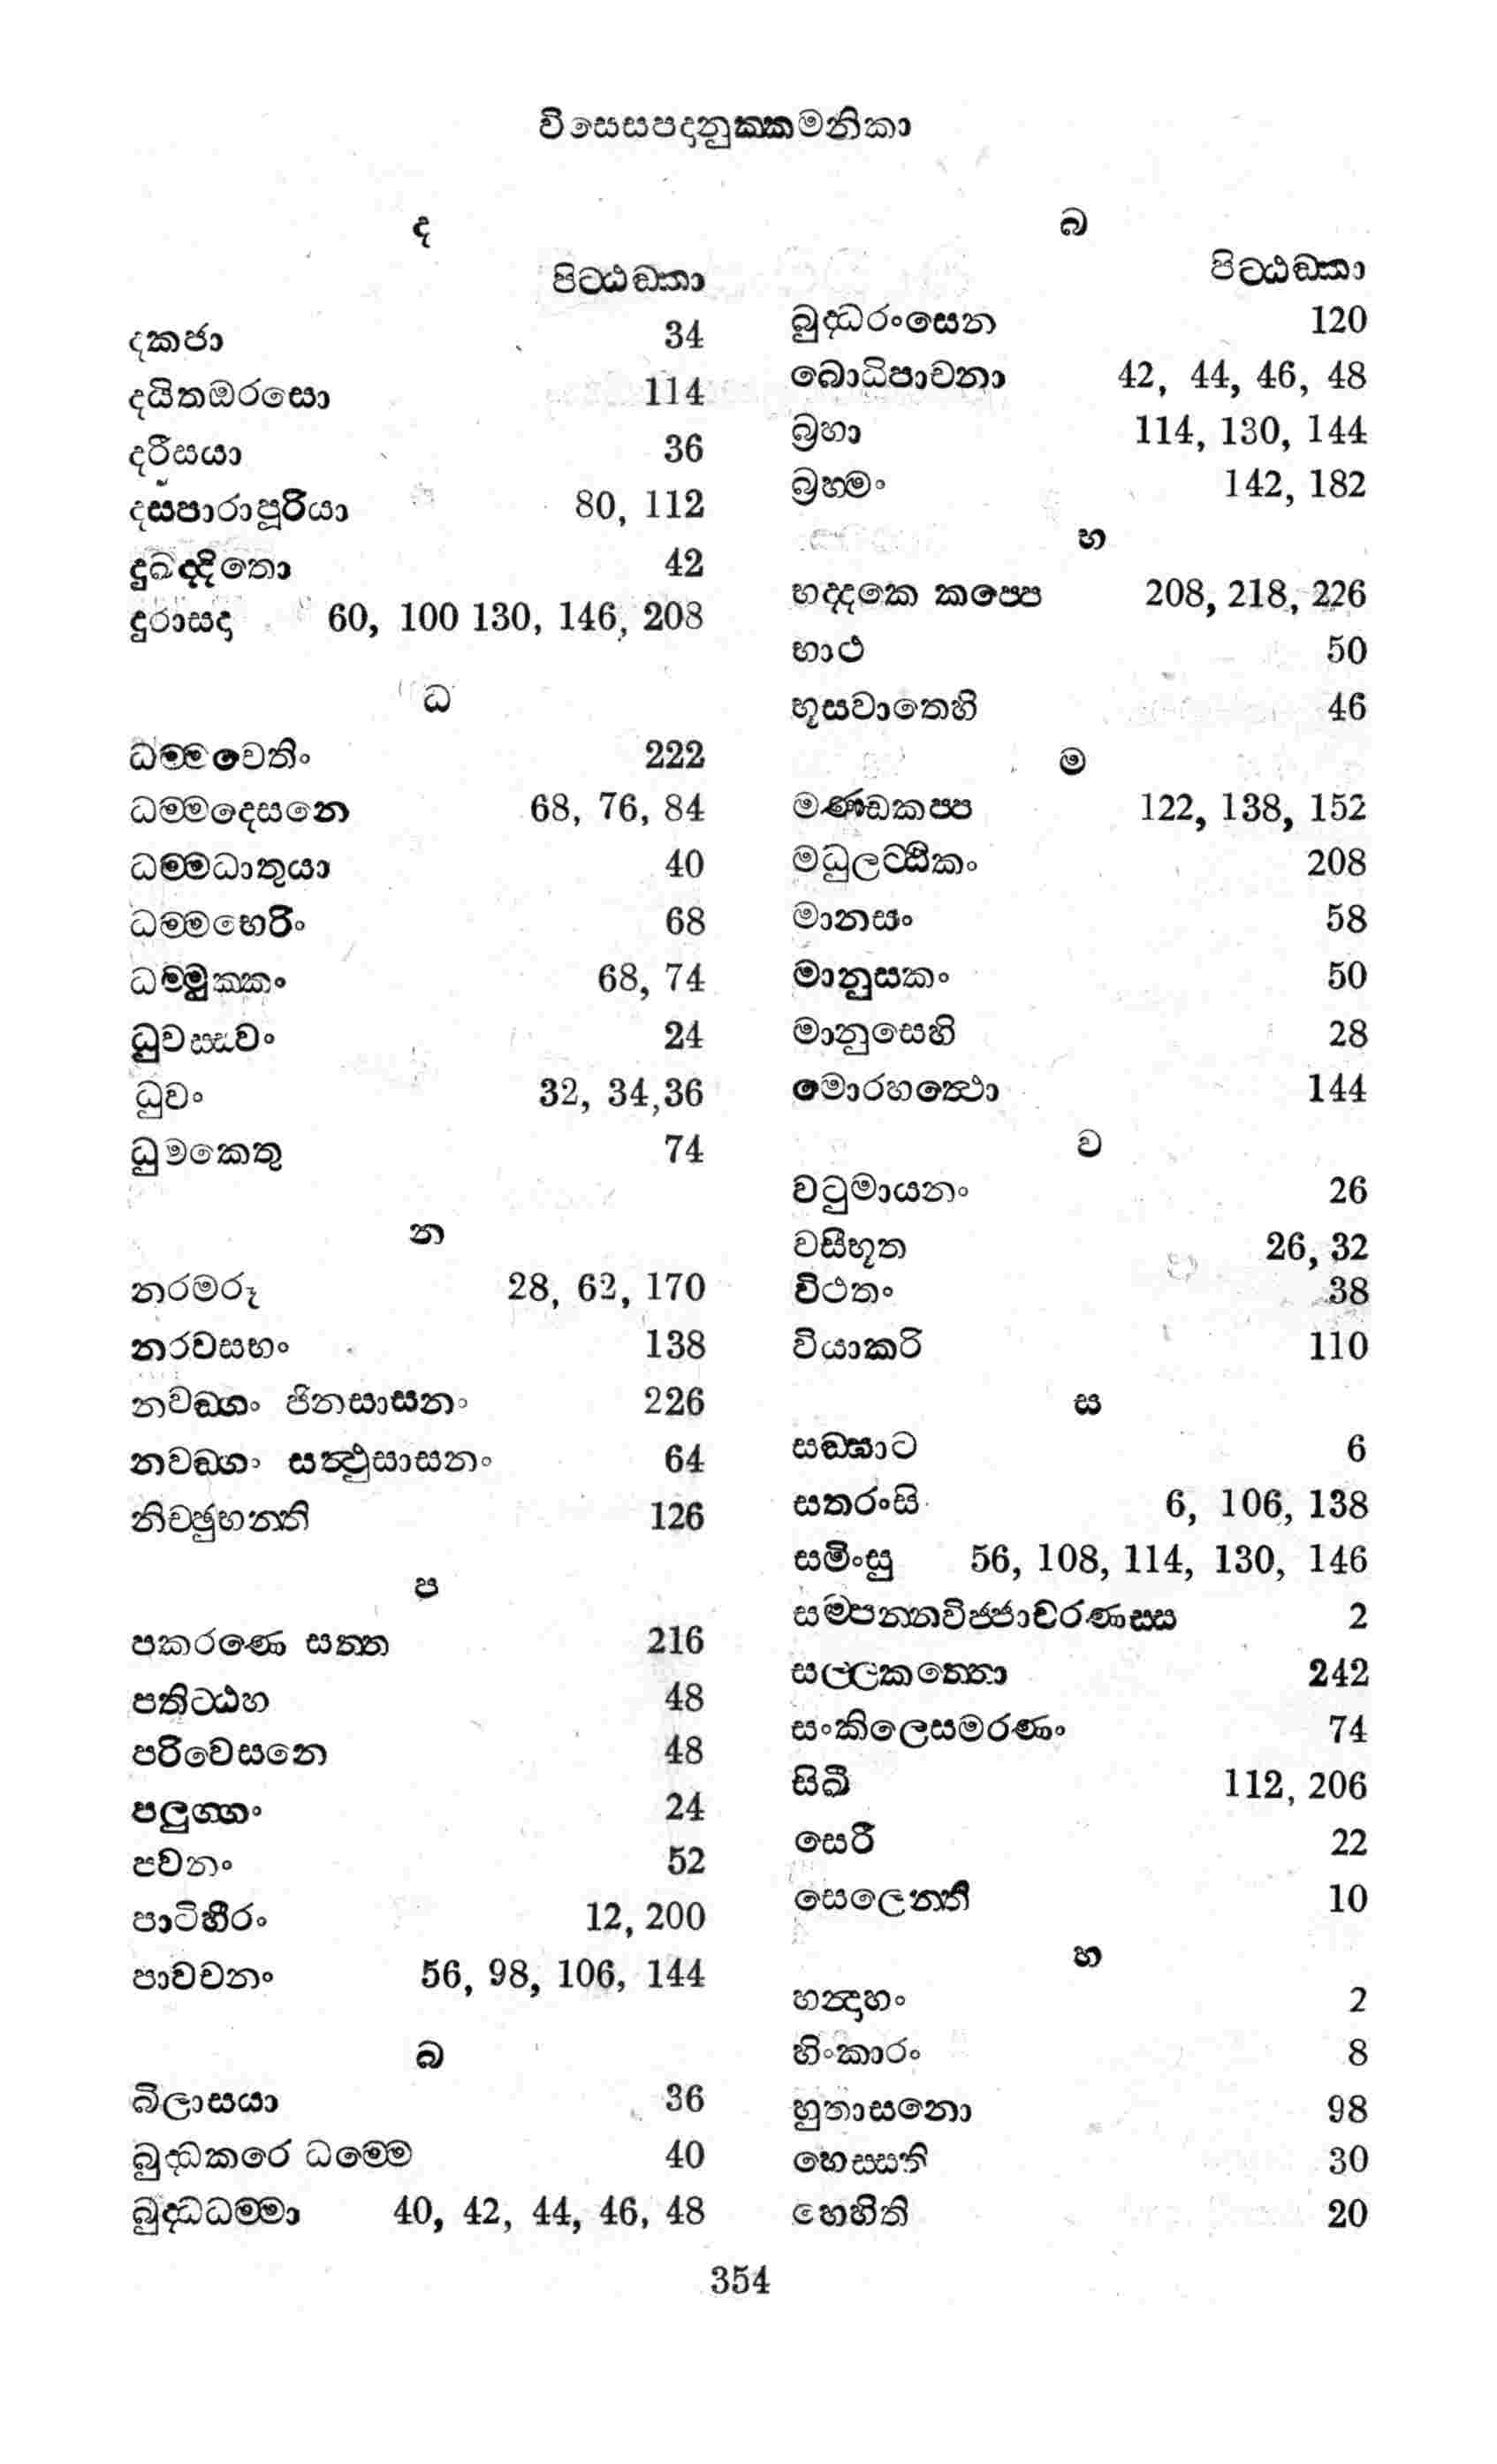 විසෙසපදානුක්කමනිකා
ද
පිට්ඨඞ්කා
දකජා 34
දයිතඔරසො 114
දරීසයා 36
දසපාරාපූරියා 80, 112
දුඛද්දිතො 42
දුරාසදා 60, 100 130, 146, 208
ධ
ධම්මවෙතිං 222
ධම්මදෙසනෙ 68, 76, 84
ධම්මධාතුයා 40
ධම්මභෙරිං 68
ධම්මුක්කං 68, 74
ධුවස්සවං 24
ධුවං 32, 34,36
ධුමකෙතු 74
න
නරමරූ 28, 62, 170
නරවසභං 138
නවඞ්ගං ජිනසාසනං 226
නවඞ්ගං සත්ථුසාසනං 64
නිච්ඡුභන්ති 126
ප
පකරණෙ සත්ත 216
පතිට්ඨහ 48
පරිවෙසනෙ 48
පලුග්ගං 24
පවනං 52
පාටිහීරං 12, 200
පාවචනං 56, 98, 106, 144
බ
බිලාසයා 36
බුද්ධකරෙ ධම්මෙ 40
බුද්ධධම්මා 40, 42, 44, 46, 48
බ
පිට්ඨඞ්කා
බුද්ධරංසෙන 120
බොධිපාචනා 42, 44, 46, 48
බ්‍රහා 114, 130, 144
බ්‍රහ්මං 142, 182
භ
භද්දකෙ කප්පෙ 208, 218, 226
භාථ 50
භූසවාතෙහි 46
ම
මණ්ඩකප්ප 122, 138, 152
මධුලට්ඨිකං 208
මානසං 58
මානුසකං 50
මානුසෙහි 28
මොරහත්ථො 144
ව
වටුමායනං 26
වසීභූත 26, 32
විථතං 38
වියාකරි 110
ස
සඞ්ඝාට 6
සතරංසි 6, 106, 138
සමිංසු 56, 108, 114, 130, 146
සම්පන්නවිජ්ජාචරණස්ස 2
සල්ලකත්තො 242
සංකිලෙසමරණං 74
සිඛී 112, 206
සෙරී 22
සෙලෙන්ති 10
හ
හන්දාහං 2
හිංකාරං 8
හුතාසනො 98
හෙස්සති 30
හෙහිති 20
354